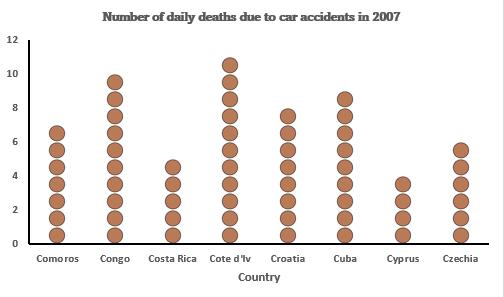 Number of daily deaths due to car accidents in 2007
12
10
8
6
4
2
0
Comoros Congo Costa Rica Cote d'Iv Croatia Cuba Cyprus Czechia
Country